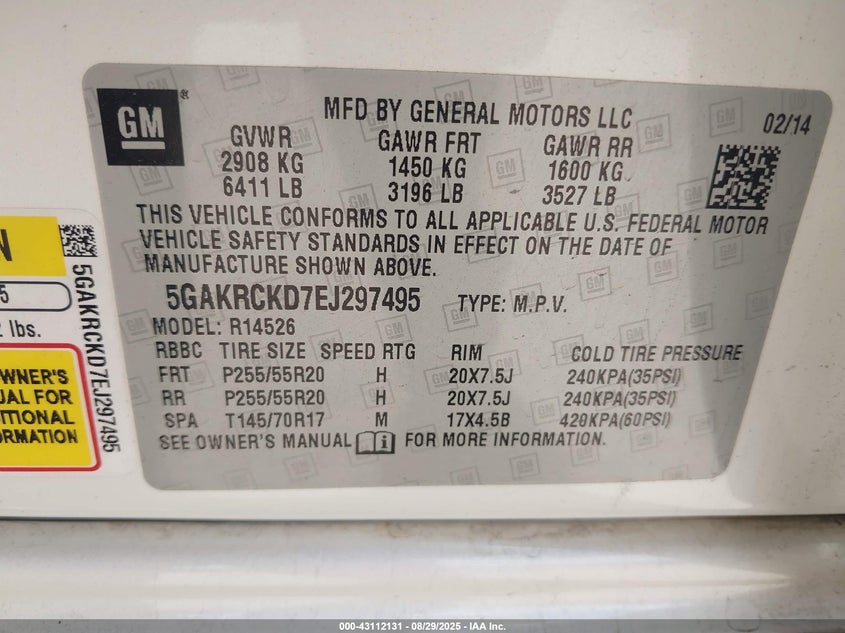 GM
®
MFD BY GENERAL MOTORS LLC
02/14
GVWR GAWR FRT GAWR RR
2908 KG 1450 KG 1600 KG
6411 LB 3196 LB 3527 LB
THIS VEHICLE CONFORMS TO ALL APPLICABLE U.S. FEDERAL MOTOR
VEHICLE SAFETY STANDARDS IN EFFECT ON THE DATE OF
MANUFACTURE SHOWN ABOVE.
5GAKRCKD7EJ297495 TYPE: M.P.V.
MODEL: R14526
RBBC TIRE SIZE SPEED RTG RIM COLD TIRE PRESSURE
FRT P255/55R20 H 20X7.5J 240KPA(35PSI)
RR P255/55R20 H 20X7.5J 240KPA(35PSI)
SPA T145/70R17 M 17X4.5B 420KPA(60PSI)
SEE OWNER'S MANUAL i FOR MORE INFORMATION.
N
5
lbs.
WNER'S
UAL FOR
ITIONAL
ORMATION
5GAKRCKD7EJ297495
000-43112131 - 08/29/2025 - IAA Inc.